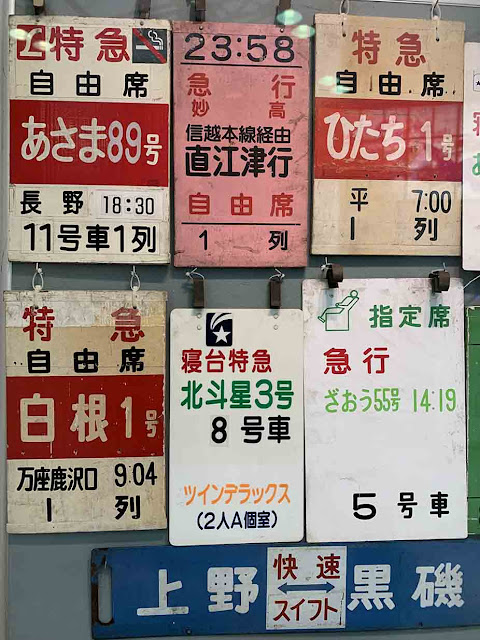 特急
自由席
あさま89号
長野 18:30
11号車1列
23:58
急行
妙高
信越本線経由
直江津行
自由席
1 列
特急
自由席
ひたち1号
平 7:00
1 列
特急
自由席
白根1号
万座鹿沢口 9:04
1 列
寝台特急
北斗星3号
8号車
ツインデラックス
(2人A個室)
指定席
急行
ざおう55号 14:19
5号車
上野 快速 黒磯
スイフト